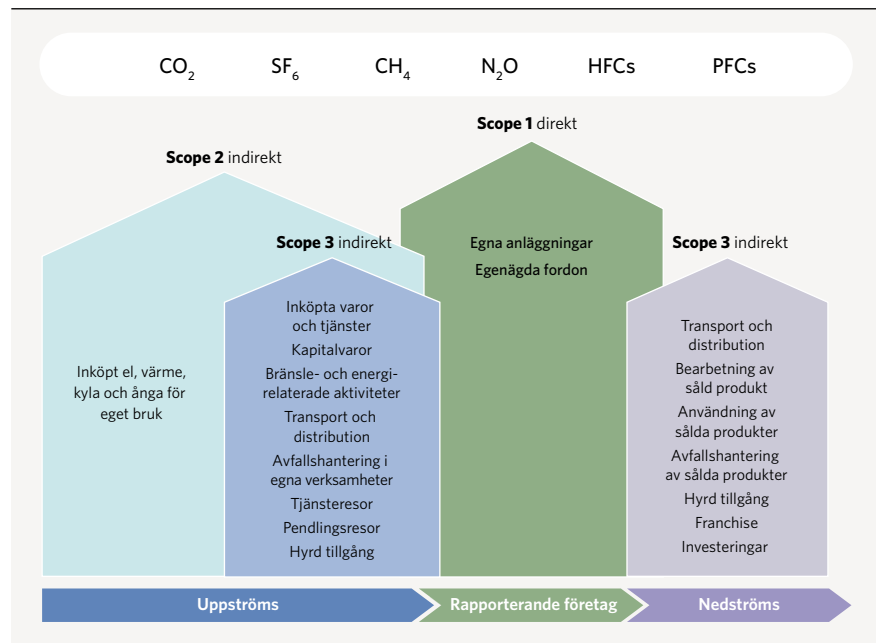 CO2 SF6 CH4 N2O HFCs PFCs
Scope 1 direkt
Scope 2 indirekt
Scope 3 indirekt
Egna anläggningar
Egenägda fordon
Scope 3 indirekt
Inköpt el, värme,
kyla och ånga för
eget bruk
Inköpta varor
och tjänster
Kapitalvaror
Bränsle- och energi-
relaterade aktiviteter
Transport och
distribution
Avfallshantering i
egna verksamheter
Tjänsteresor
Pendlingsresor
Hyrd tillgång
Transport och
distribution
Bearbetning av
såld produkt
Användning av
sålda produkter
Avfallshantering
av sålda produkter
Hyrd tillgång
Franchise
Investeringar
Uppströms
Rapporterande företag
Nedströms